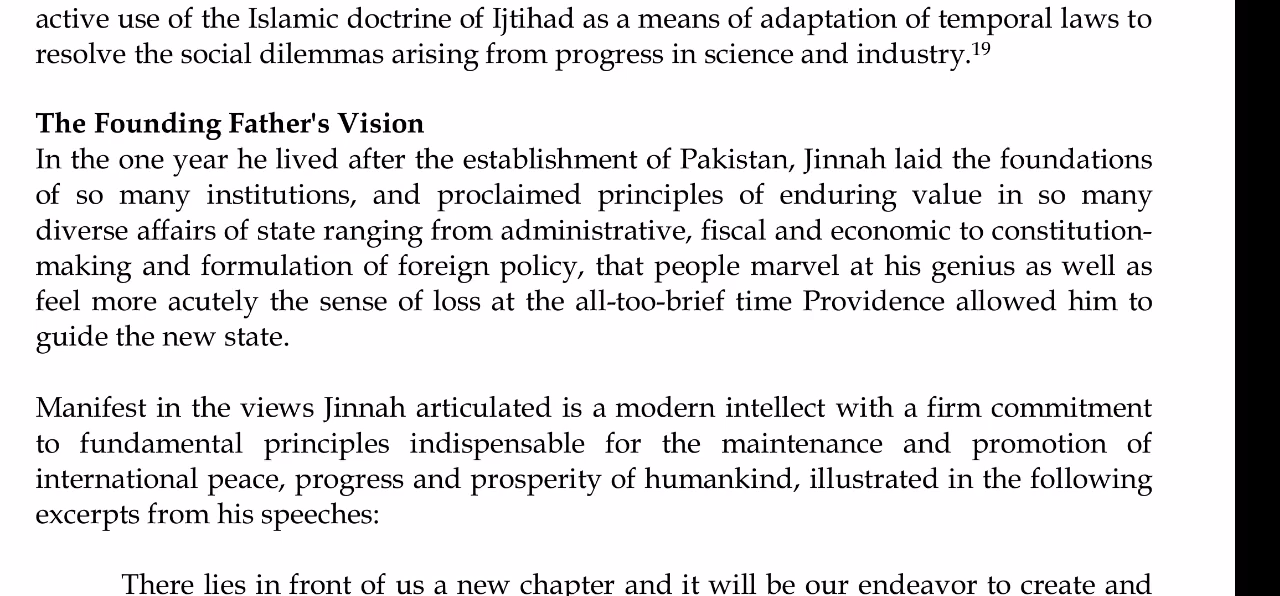 active use of the Islamic doctrine of Ijtihad as a means of adaptation of temporal laws to
resolve the social dilemmas arising from progress in science and industry.¹⁹
The Founding Father's Vision
In the one year he lived after the establishment of Pakistan, Jinnah laid the foundations
of so many institutions, and proclaimed principles of enduring value in so many
diverse affairs of state ranging from administrative, fiscal and economic to constitution-
making and formulation of foreign policy, that people marvel at his genius as well as
feel more acutely the sense of loss at the all-too-brief time Providence allowed him to
guide the new state.
Manifest in the views Jinnah articulated is a modern intellect with a firm commitment
to fundamental principles indispensable for the maintenance and promotion of
international peace, progress and prosperity of humankind, illustrated in the following
excerpts from his speeches:
There lies in front of us a new chapter and it will be our endeavor to create and